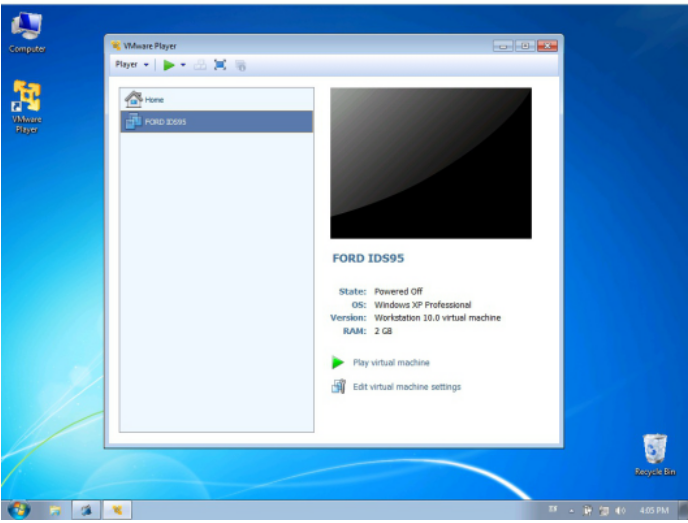 Computer
VMware Player
VMware
Player
Player
Home
FORD IDS95
FORD IDS95
State: Powered Off
OS: Windows XP Professional
Version: Workstation 10.0 virtual machine
RAM: 2 GB
Play virtual machine
Edit virtual machine settings
Recycle Bin
4:05 PM